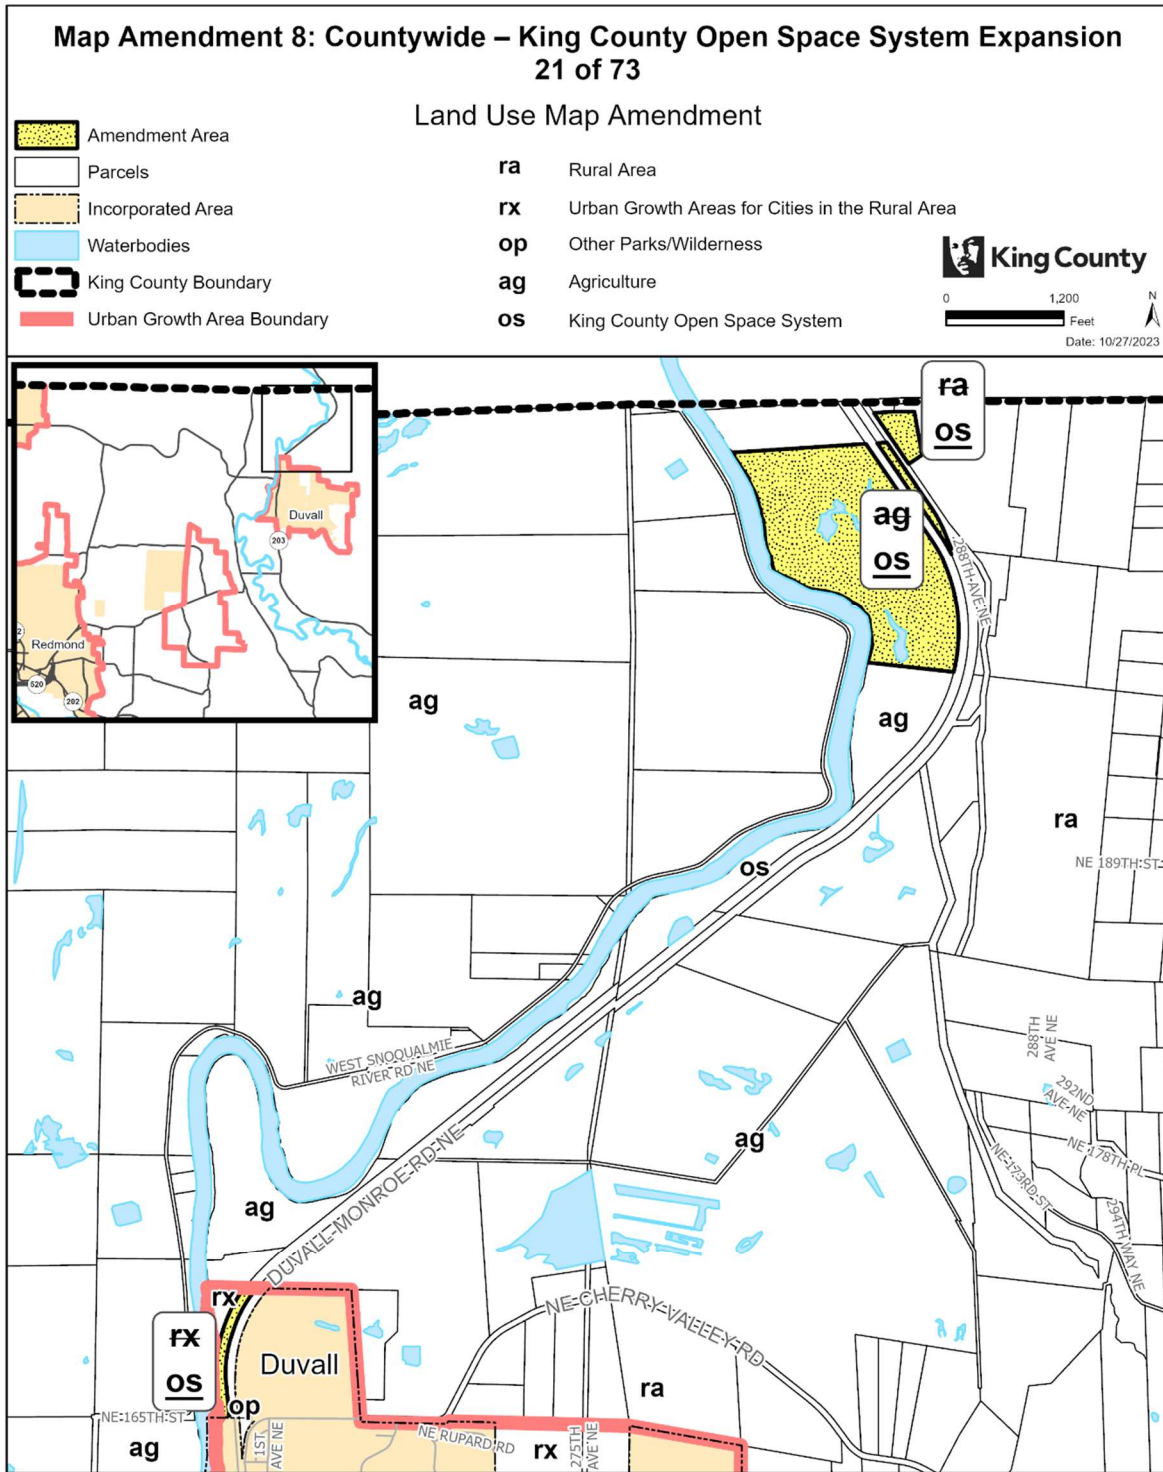 Map Amendment 8: Countywide – King County Open Space System Expansion
21 of 73
Land Use Map Amendment
Amendment Area
Parcels
Incorporated Area
Waterbodies
King County Boundary
Urban Growth Area Boundary
ra Rural Area
rx Urban Growth Areas for Cities in the Rural Area
op Other Parks/Wilderness
ag Agriculture
os King County Open Space System
King County
0 1,200
Feet
N
Date: 10/27/2023
Duvall
203
Redmond
2
520
202
ra
os
ag
os
288TH AVE NE
ag
ag
ra
os
NE 189TH ST
ag
WEST SNOQUALMIE
RIVER RD NE
288TH
AVE NE
292ND
AVE NE
ag
NE 178TH PL
NE 173RD ST
294TH WAY NE
ag
DUVALL-MONROE RD NE
rx
rx
os
Duvall
NE CHERRY VALLEY RD
ra
op
NE 165TH ST
ag
1ST
AVE NE
NE RUPARD RD
rx
275TH
AVE NE